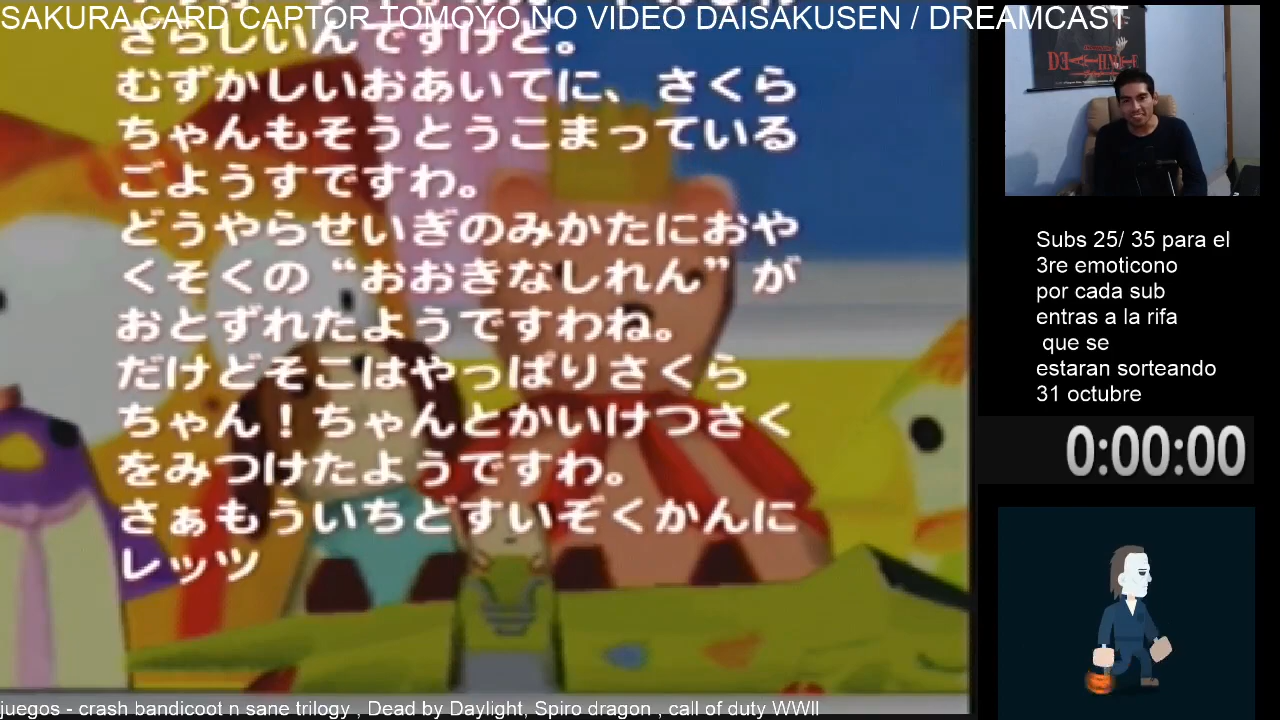 SAKURA CARD CAPTOR TOMOYO NO VIDEO DAISAKUSEN / DREAMCAST
さらしいんですけど。
むずかしいおあいてに、さくら
ちゃんもそうとうこまっている
ごようすですわ。
どうやらせいぎのみかたにおや
くそくの“おおきなしれん”が
おとずれたようですわね。
だけどそこはやっぱりさくら
ちゃん！ちゃんとかいけつさく
をみつけたようですわ。
さぁもういちどすいぞくかんに
レッツ
DEATH NOTE
Subs 25/ 35 para el
3re emoticono
por cada sub
entras a la rifa
que se
estaran sorteando
31 octubre
0:00:00
juegos - crash bandicoot n sane trilogy , Dead by Daylight, Spiro dragon , call of duty WWII